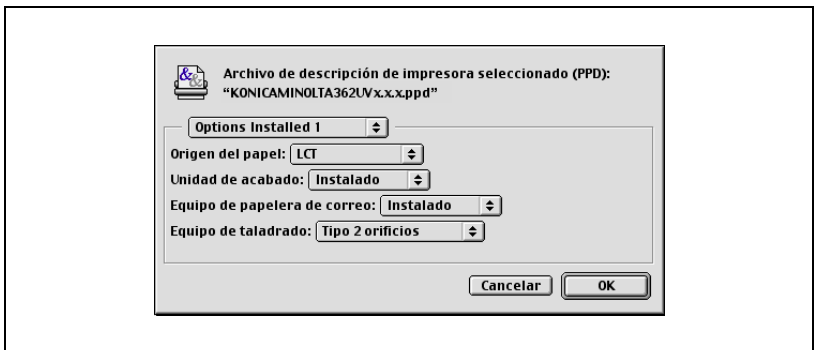 Archivo de descripción de impresora seleccionado (PPD):
“KONICAMINOLTA362UVx.x.x.ppd”
Options Installed 1
Origen del papel: LCT
Unidad de acabado: Instalado
Equipo de papelera de correo: Instalado
Equipo de taladrado: Tipo 2 orificios
Cancelar OK